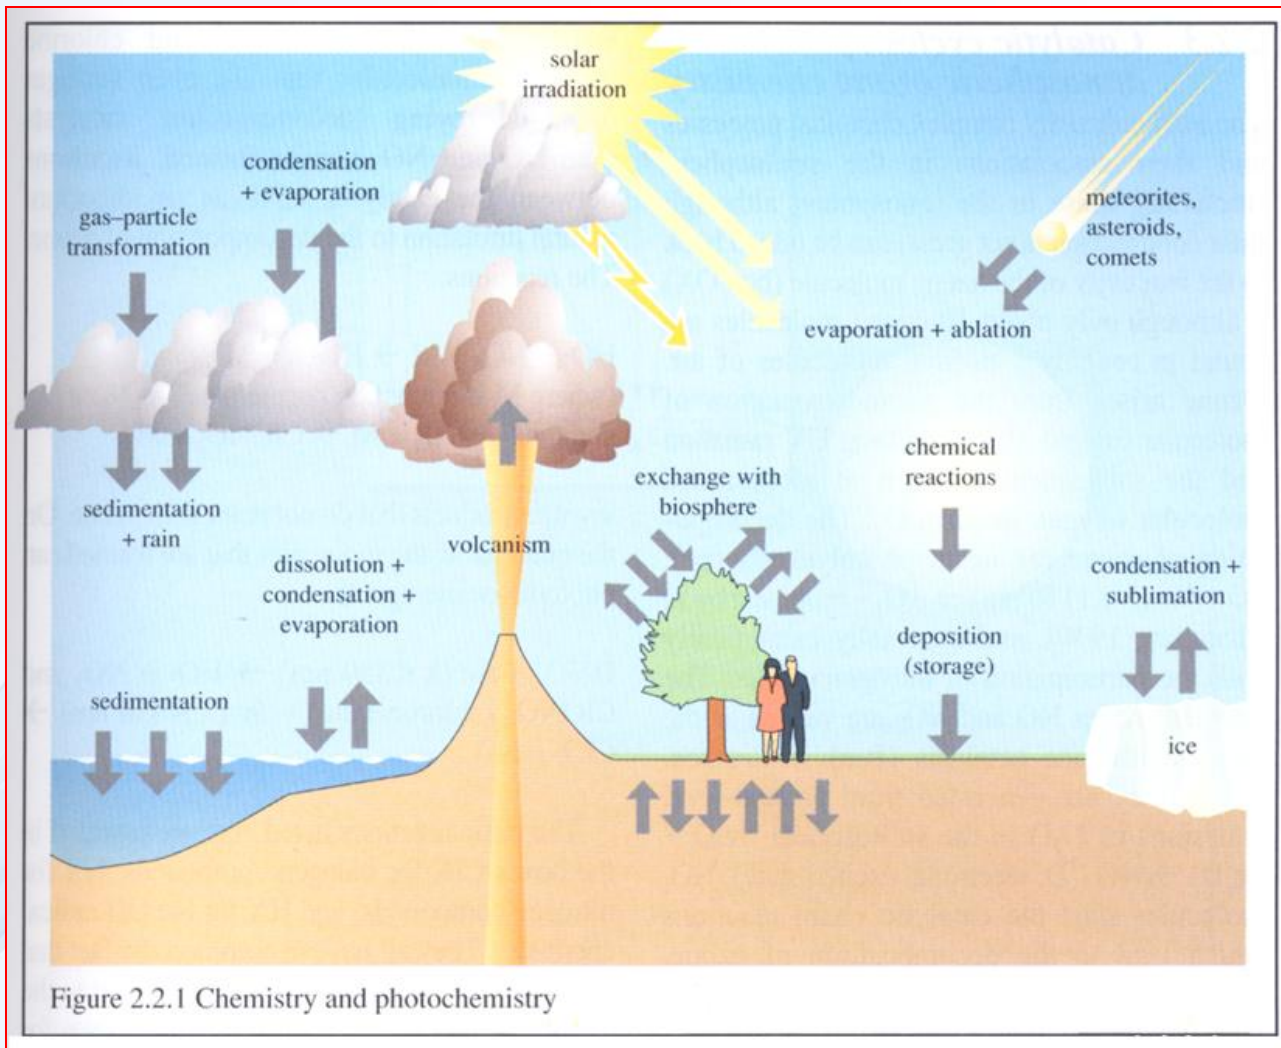 solar
irradiation
condensation
+ evaporation
gas–particle
transformation
meteorites,
asteroids,
comets
evaporation + ablation
chemical
reactions
exchange with
biosphere
sedimentation
+ rain
volcanism
dissolution +
condensation +
evaporation
condensation +
sublimation
deposition
(storage)
sedimentation
ice
Figure 2.2.1 Chemistry and photochemistry